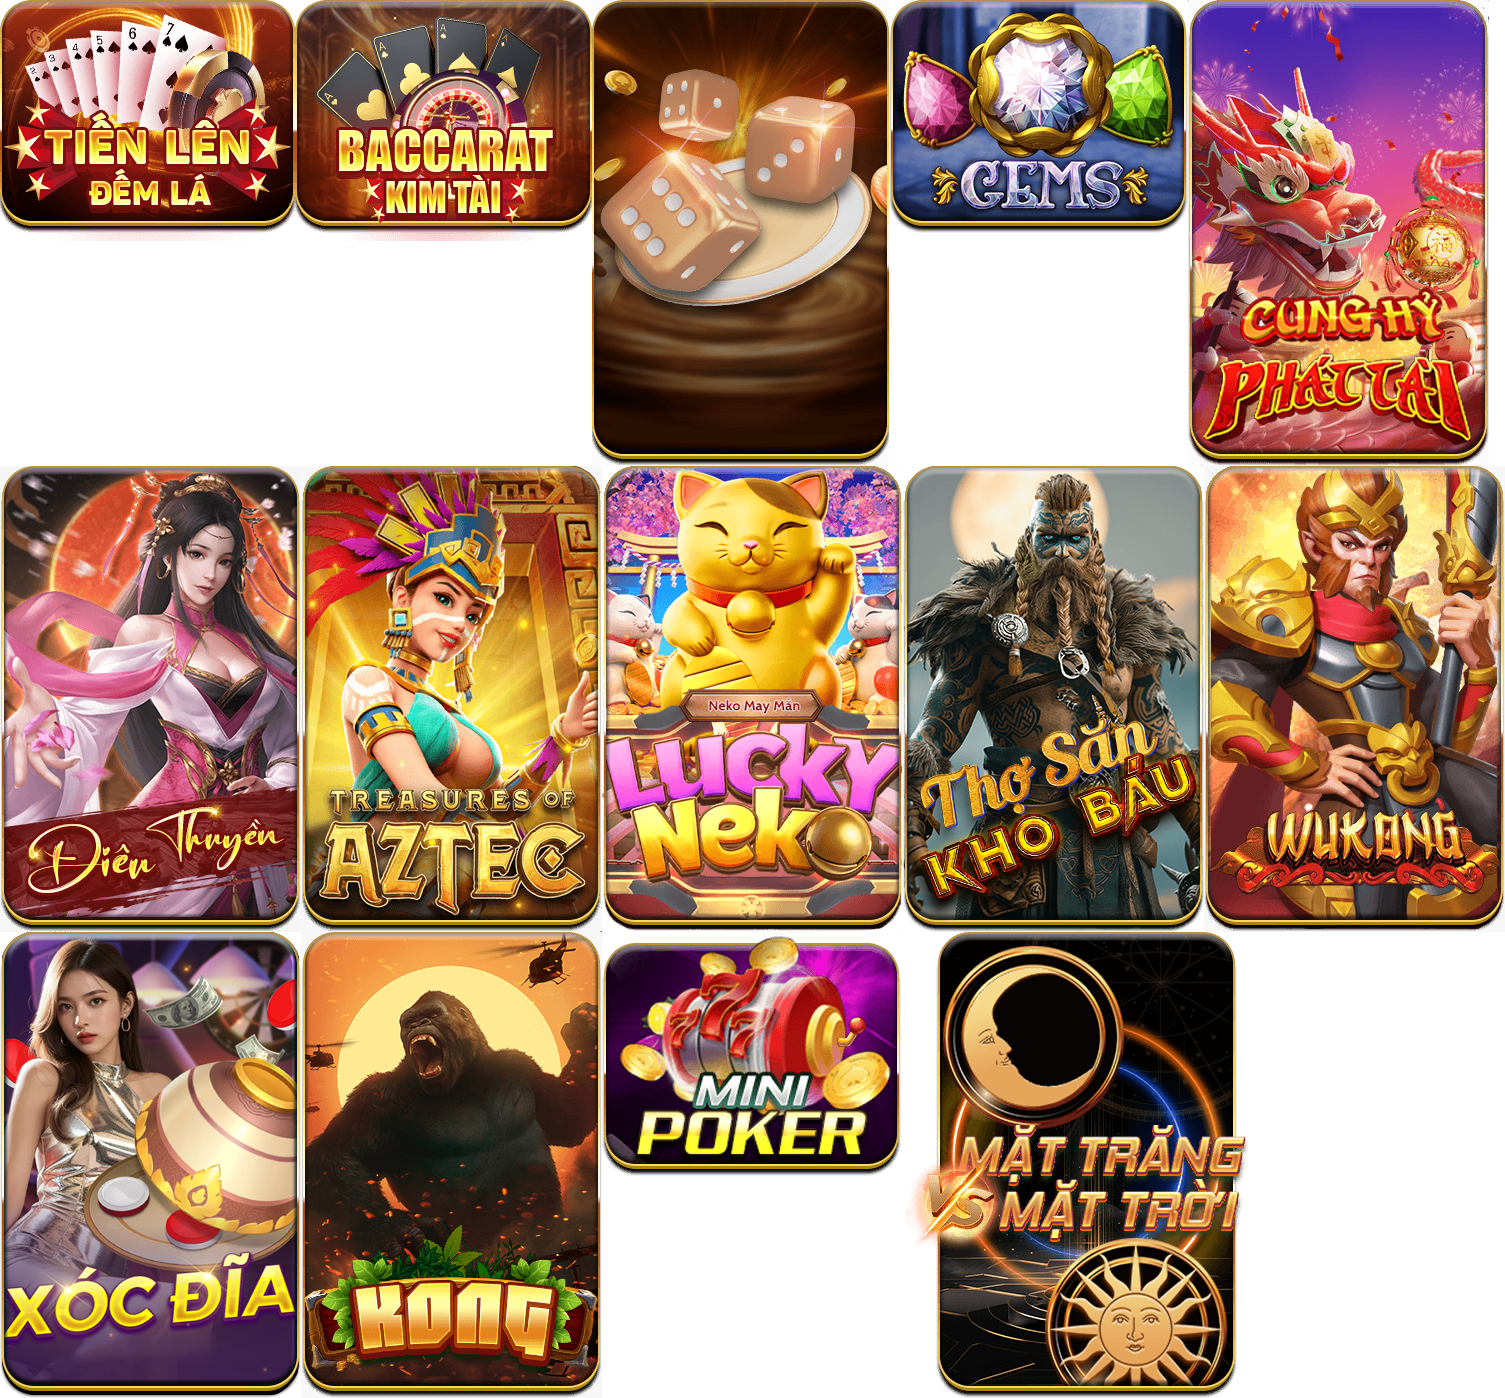 TIẾN LÊN
ĐẾM LÁ
BACCARAT
KIM TÀI
GEMS
CUNG HỶ
PHÁT TÀI
Điêu Thuyền
TREASURES OF
AZTEC
Neko May Mắn
LUCKY
Neko
Thợ Săn
KHO BÁU
WUKONG
XÓC ĐĨA
KONG
777
MINI
POKER
MẶT TRĂNG
VS MẶT TRỜI